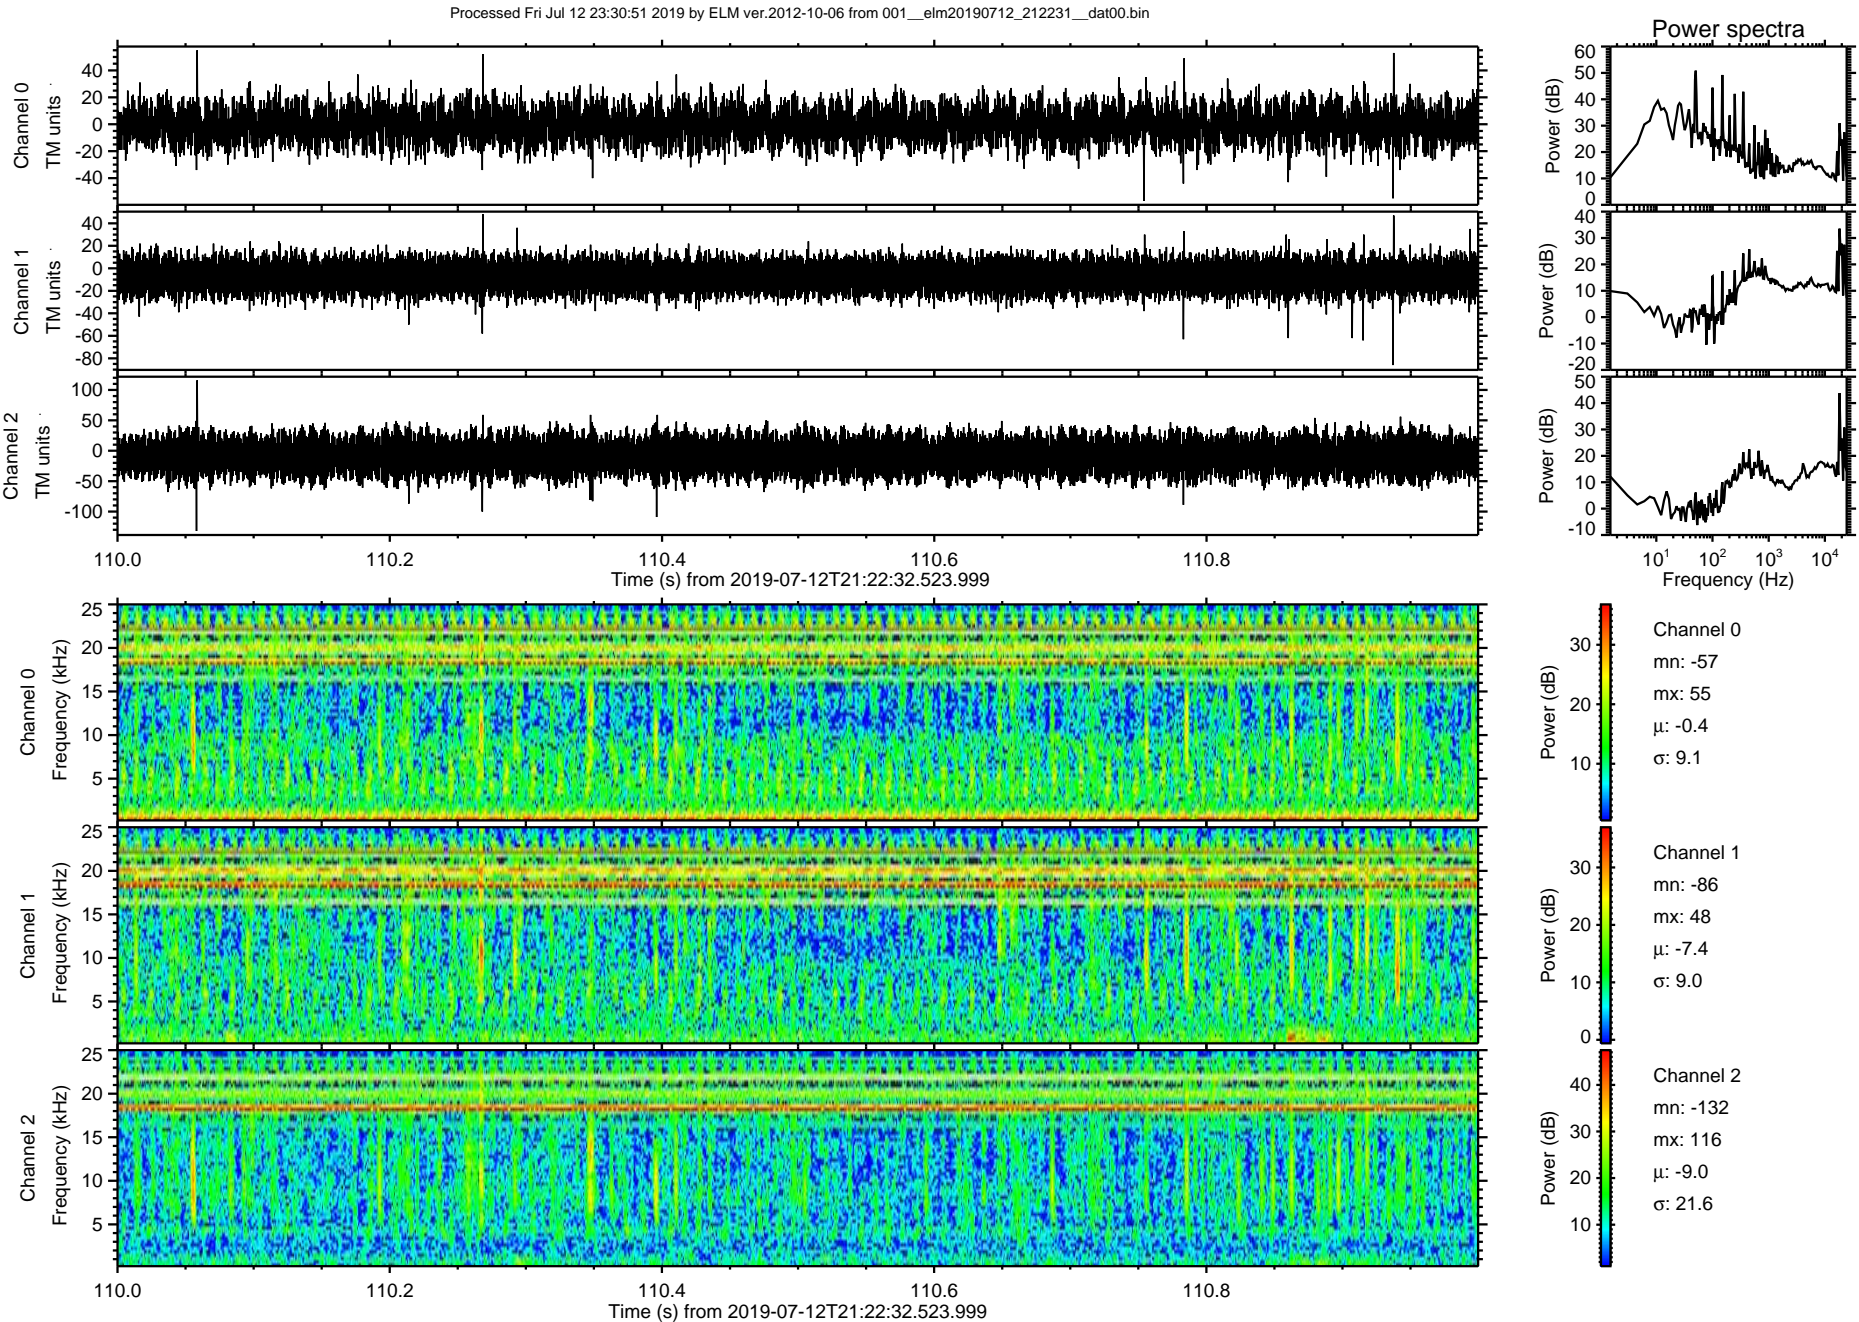 Processed Fri Jul 12 23:30:51 2019 by ELM ver.2012-10-06 from 001__elm20190712_212231__dat00.bin
Power spectra
Channel 0
TM units
40
20
0
-20
-40
Power (dB)
60
50
40
30
20
10
0
Channel 1
TM units
40
20
0
-20
-40
-60
-80
Power (dB)
40
30
20
10
0
-10
-20
Channel 2
TM units
100
50
0
-50
-100
Power (dB)
50
40
30
20
10
0
-10
110.0 110.2 110.4 110.6 110.8
Time (s) from 2019-07-12T21:22:32.523.999
10¹ 10² 10³ 10⁴
Frequency (Hz)
Channel 0
Frequency (kHz)
25
20
15
10
5
Power (dB)
30
20
10
Channel 0
mn: -57
mx: 55
μ: -0.4
σ: 9.1
Channel 1
Frequency (kHz)
25
20
15
10
5
Power (dB)
30
20
10
0
Channel 1
mn: -86
mx: 48
μ: -7.4
σ: 9.0
Channel 2
Frequency (kHz)
25
20
15
10
5
Power (dB)
40
30
20
10
Channel 2
mn: -132
mx: 116
μ: -9.0
σ: 21.6
110.0 110.2 110.4 110.6 110.8
Time (s) from 2019-07-12T21:22:32.523.999